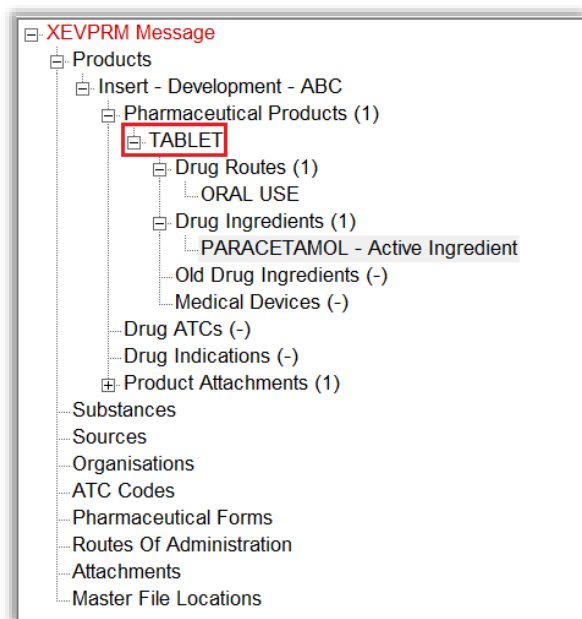 XEVPRM Message
Products
Insert - Development - ABC
Pharmaceutical Products (1)
TABLET
Drug Routes (1)
ORAL USE
Drug Ingredients (1)
PARACETAMOL - Active Ingredient
Old Drug Ingredients (-)
Medical Devices (-)
Drug ATCs (-)
Drug Indications (-)
Product Attachments (1)
Substances
Sources
Organisations
ATC Codes
Pharmaceutical Forms
Routes Of Administration
Attachments
Master File Locations